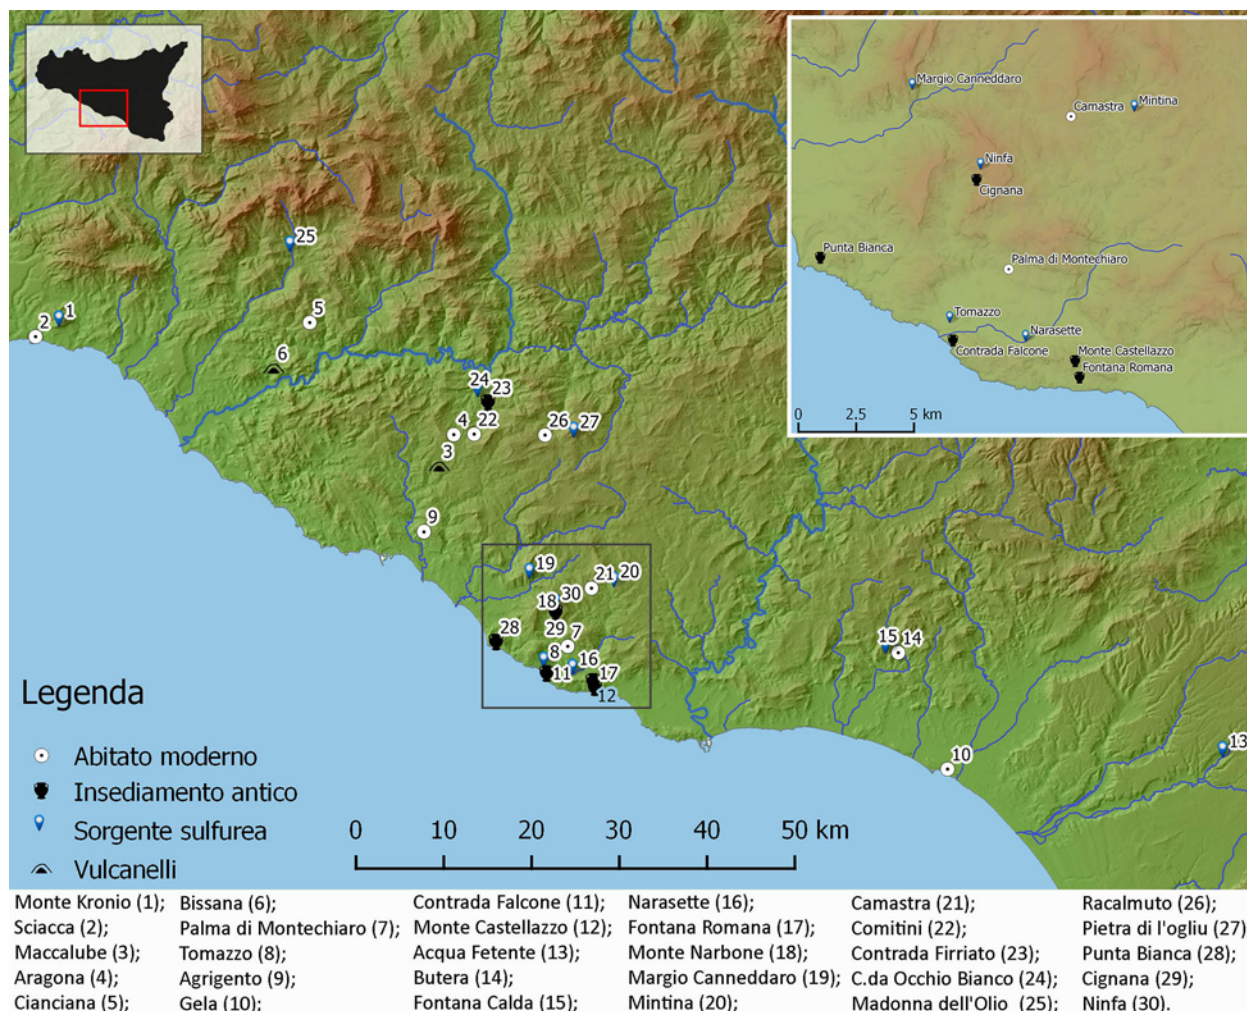 Margio Canneddaro
Camastra
Mintina
Ninfa
Cignana
Punta Bianca
Palma di Montechiaro
Tomazzo
Narasette
Contrada Falcone
Monte Castellazzo
Fontana Romana
0 2.5 5 km
25
1
2
5
6
24
23
4
22
26
27
3
9
19
21
20
30
18
28
29
7
8
16
11
17
12
15
14
13
10
Legenda
Abitato moderno
Insediamento antico
Sorgente sulfurea
Vulcanelli
0 10 20 30 40 50 km
Monte Kronio (1); Bissana (6); Contrada Falcone (11); Narasette (16); Camastra (21); Racalmuto (26);
Sciacca (2); Palma di Montechiaro (7); Monte Castellazzo (12); Fontana Romana (17); Comitini (22); Pietra di l'ogliu (27);
Maccalube (3); Tomazzo (8); Acqua Fetente (13); Monte Narbone (18); Contrada Firriato (23); Punta Bianca (28);
Aragona (4); Agrigento (9); Butera (14); Margio Canneddaro (19); C.da Occhio Bianco (24); Cignana (29);
Cianciana (5); Gela (10); Fontana Calda (15); Mintina (20); Madonna dell'Olio (25); Ninfa (30).